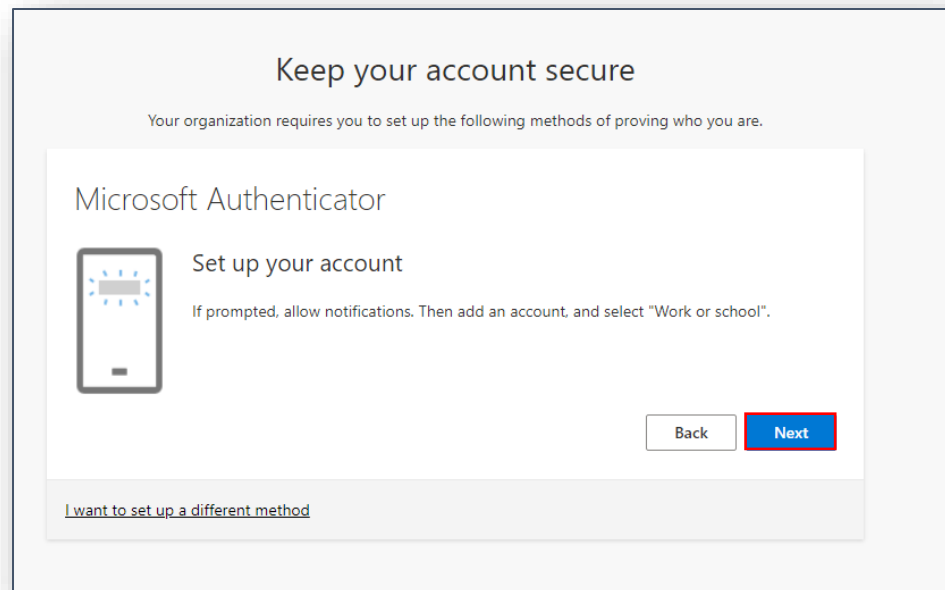 Keep your account secure
Your organization requires you to set up the following methods of proving who you are.
Microsoft Authenticator
Set up your account
If prompted, allow notifications. Then add an account, and select "Work or school".
Back
Next
I want to set up a different method